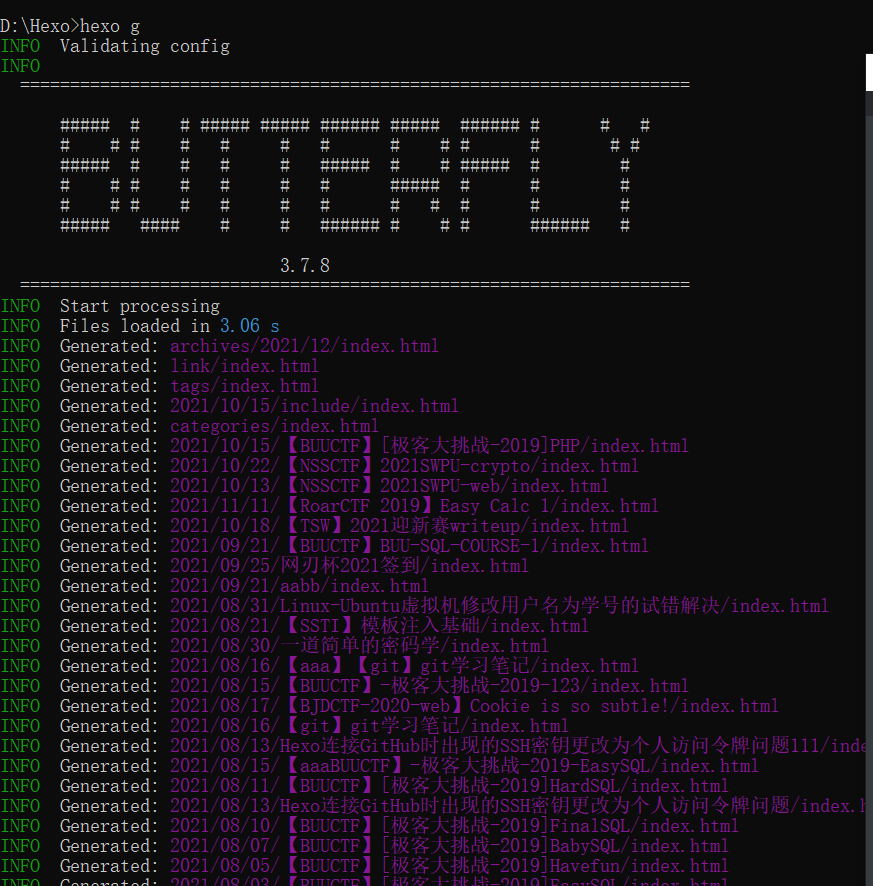 D:\Hexo>hexo g
INFO  Validating config
INFO
===================================================================
BUTTERFLY
3.7.8
===================================================================
INFO  Start processing
INFO  Files loaded in 3.06 s
INFO  Generated: archives/2021/12/index.html
INFO  Generated: link/index.html
INFO  Generated: tags/index.html
INFO  Generated: 2021/10/15/include/index.html
INFO  Generated: categories/index.html
INFO  Generated: 2021/10/15/【BUUCTF】[极客大挑战-2019]PHP/index.html
INFO  Generated: 2021/10/22/【NSSCTF】2021SWPU-crypto/index.html
INFO  Generated: 2021/10/13/【NSSCTF】2021SWPU-web/index.html
INFO  Generated: 2021/11/11/【RoarCTF 2019】Easy Calc 1/index.html
INFO  Generated: 2021/10/18/【TSW】2021迎新赛writeup/index.html
INFO  Generated: 2021/09/21/【BUUCTF】BUU-SQL-COURSE-1/index.html
INFO  Generated: 2021/09/25/网刃杯2021签到/index.html
INFO  Generated: 2021/09/21/aabb/index.html
INFO  Generated: 2021/08/31/Linux-Ubuntu虚拟机修改用户名为学号的试错解决/index.html
INFO  Generated: 2021/08/21/【SSTI】模板注入基础/index.html
INFO  Generated: 2021/08/30/一道简单的密码学/index.html
INFO  Generated: 2021/08/16/【aaa】【git】git学习笔记/index.html
INFO  Generated: 2021/08/15/【BUUCTF】-极客大挑战-2019-123/index.html
INFO  Generated: 2021/08/17/【BJDCTF-2020-web】Cookie is so subtle!/index.html
INFO  Generated: 2021/08/16/【git】git学习笔记/index.html
INFO  Generated: 2021/08/13/Hexo连接GitHub时出现的SSH密钥更改为个人访问令牌问题111/inde
INFO  Generated: 2021/08/15/【aaaBUUCTF】-极客大挑战-2019-EasySQL/index.html
INFO  Generated: 2021/08/11/【BUUCTF】[极客大挑战-2019]HardSQL/index.html
INFO  Generated: 2021/08/13/Hexo连接GitHub时出现的SSH密钥更改为个人访问令牌问题/index.h
INFO  Generated: 2021/08/10/【BUUCTF】[极客大挑战-2019]FinalSQL/index.html
INFO  Generated: 2021/08/07/【BUUCTF】[极客大挑战-2019]BabySQL/index.html
INFO  Generated: 2021/08/05/【BUUCTF】[极客大挑战-2019]Havefun/index.html
INFO  Generated: 2021/08/03/【BUUCTF】[极客大挑战-2019]EasySQL/index.html